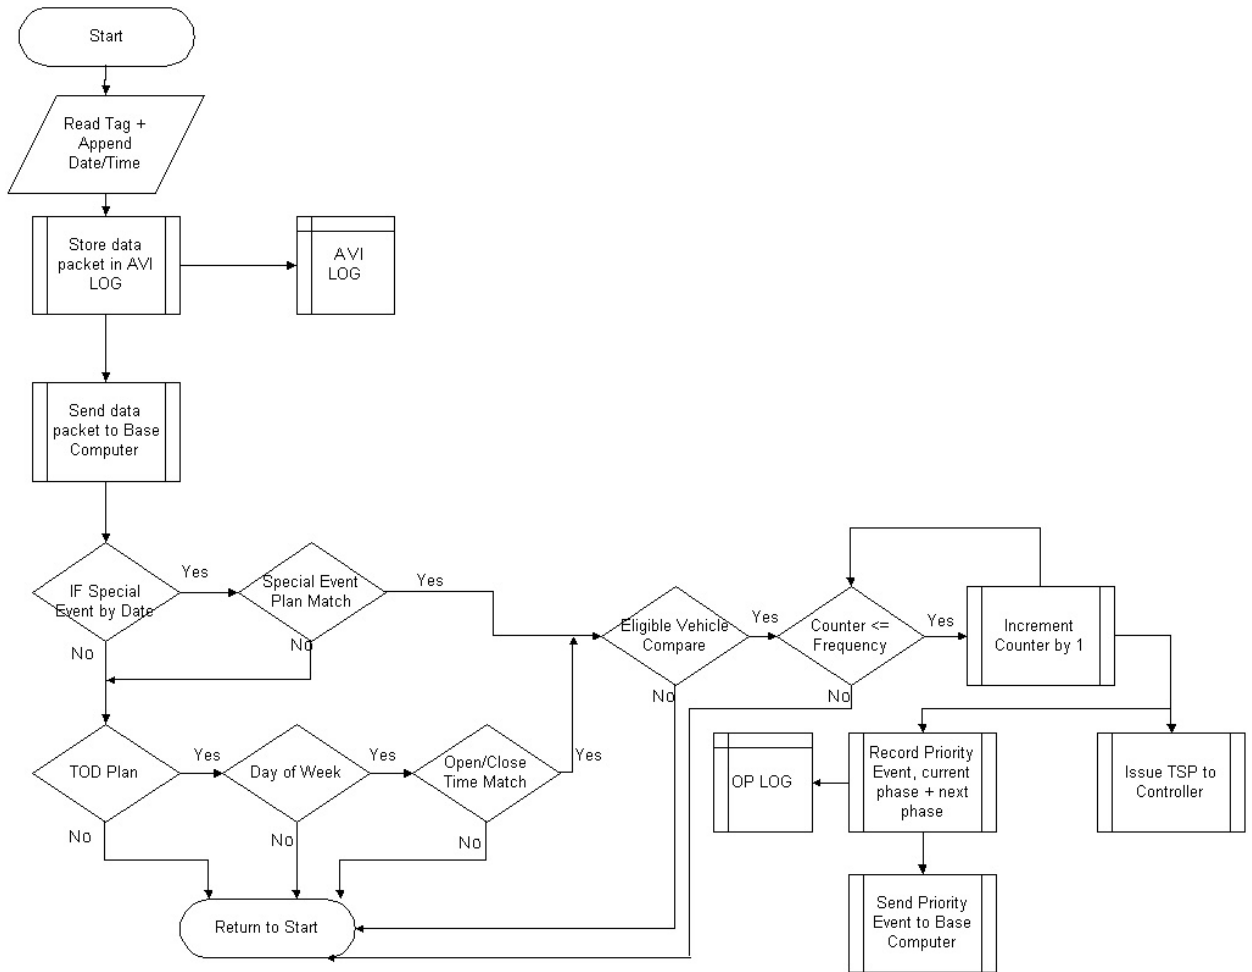 Start
Read Tag +
Append
Date/Time
Store data
packet in AVI
LOG
AVI
LOG
Send data
packet to Base
Computer
IF Special
Event by Date
Yes
No
Special Event
Plan Match
Yes
No
Eligible Vehicle
Compare
Yes
No
Counter <=
Frequency
Yes
No
Increment
Counter by 1
TOD Plan
Yes
No
Day of Week
Yes
No
Open/Close
Time Match
Yes
No
OP LOG
Record Priority
Event, current
phase + next
phase
Issue TSP to
Controller
Return to Start
Send Priority
Event to Base
Computer